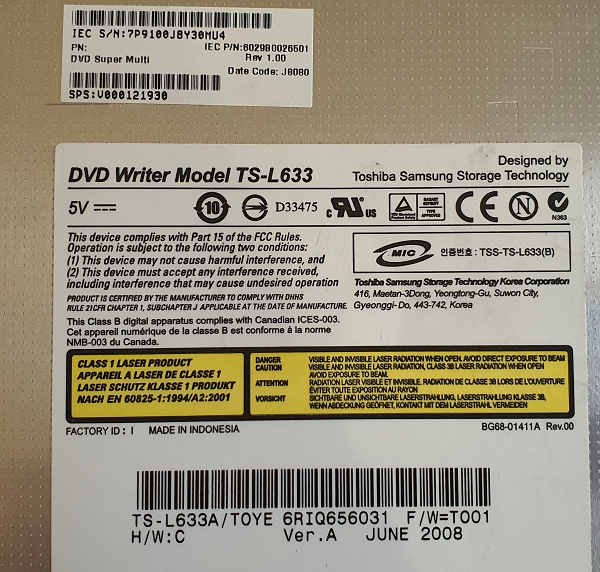 IEC S/N:7P9100J8Y30MU4
PN: IEC P/N:6029B0026501
DVD Super Multi Rev 1.00
Date Code: J8080
SPS:V000121930
DVD Writer Model TS-L633
Designed by
Toshiba Samsung Storage Technology
5V
10
D33475
c UL us
TÜV
BAUART GEPRÜFT
TYPE APPROVED
CE
N
N363
This device complies with Part 15 of the FCC Rules.
Operation is subject to the following two conditions:
(1) This device may not cause harmful interference, and
(2) This device must accept any interference received,
including interference that may cause undesired operation
PRODUCT IS CERTIFIED BY THE MANUFACTURER TO COMPLY WITH DHHS
RULE 21CFR CHAPTER 1, SUBCHAPTER J APPLICABLE AT THE DATE OF MANUFACTURE.
This Class B digital apparatus complies with Canadian ICES-003.
Cet appareil numérique de la classe B est conforme à la norme
NMB-003 du Canada.
MIC
인증번호 : TSS-TS-L633(B)
Toshiba Samsung Storage Technology Korea Corporation
416, Maetan-3Dong, Yeongtong-Gu, Suwon City,
Gyeonggi-Do, 443-742, Korea
CLASS 1 LASER PRODUCT
APPAREIL A LASER DE CLASSE 1
LASER SCHUTZ KLASSE 1 PRODUKT
NACH EN 60825-1:1994/A2:2001
DANGER VISIBLE AND INVISIBLE LASER RADIATION WHEN OPEN. AVOID DIRECT EXPOSURE TO BEAM
CAUTION VISIBLE AND INVISIBLE LASER RADIATION, CLASS 3B LASER RADIATION WHEN OPEN
AVOID EXPOSURE TO BEAM.
ATTENTION RADIATION LASER VISIBLE ET INVISIBLE. RADIATION DE CLASSE 3B LORS DE L'OUVERTURE
ÉVITER TOUTE EXPOSITION AU RAYON.
VORSICHT SICHTBARE UND UNSICHTBARE LASERSTRAHLUNG, LASERSTRAHLUNG KLASSE 3B,
WENN ABDECKUNG GEÖFFNET, KONTAKT MIT DEM LASERSTRAHL VERMEIDEN
FACTORY ID : I MADE IN INDONESIA
BG68-01411A Rev.00
TS-L633A/TOYE 6RIQ656031 F/W=TO01
H/W:C Ver.A JUNE 2008